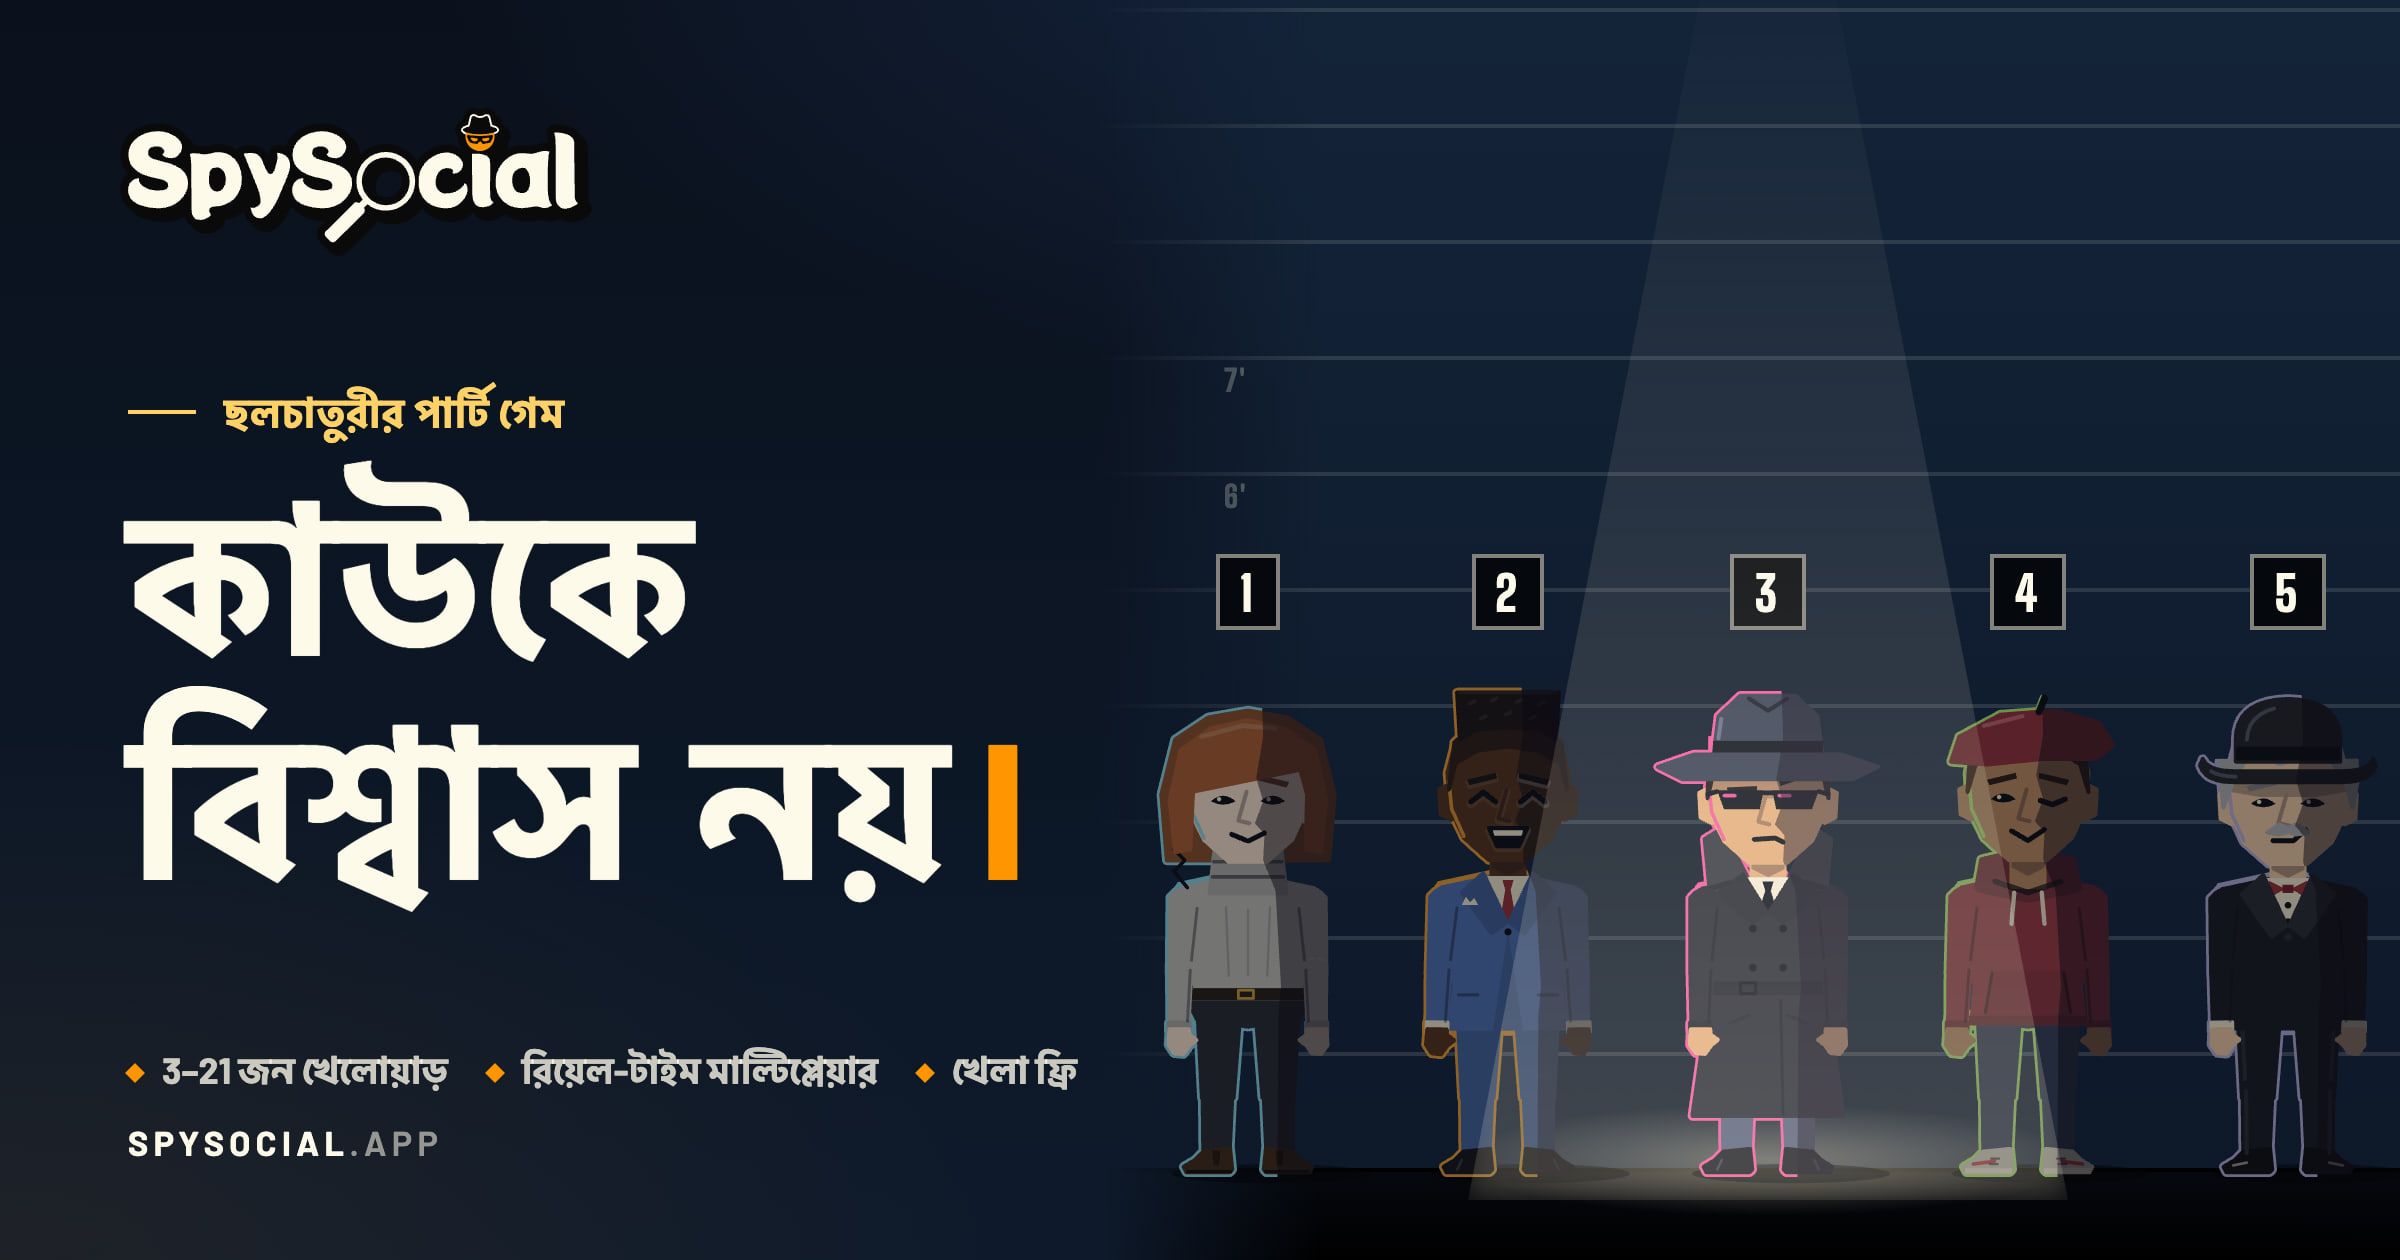 SpySocial
ছলচাতুরীর পার্টি গেম
কাউকে
বিশ্বাস নয়।
3–21 জন খেলোয়াড় রিয়েল-টাইম মাল্টিপ্লেয়ার খেলা ফ্রি
SPYSOCIAL.APP
7'
6'
1 2 3 4 5